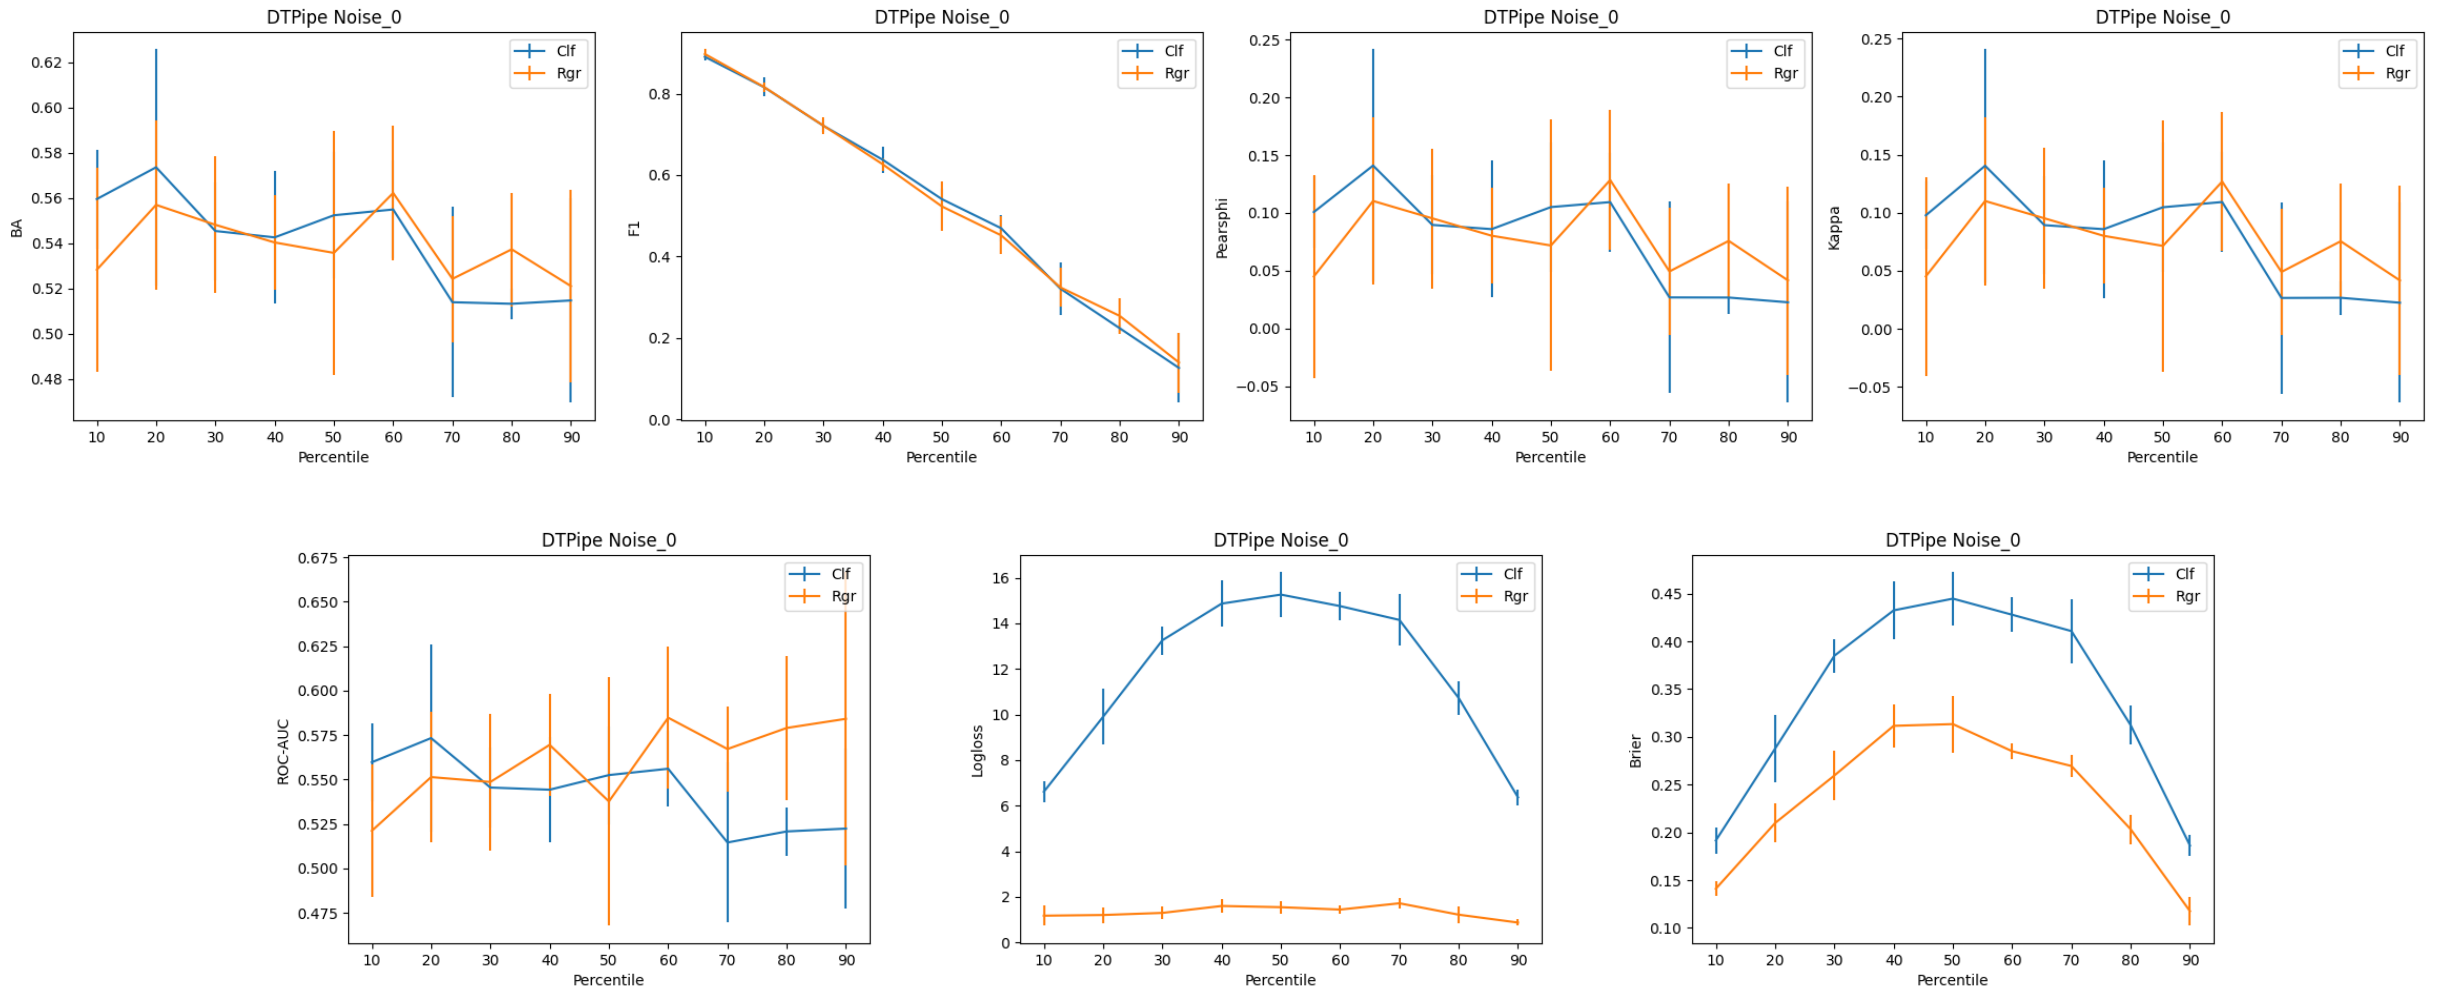 DTPipe Noise_0
Clf
Rgr
BA
0.62
0.60
0.58
0.56
0.54
0.52
0.50
0.48
10 20 30 40 50 60 70 80 90
Percentile
DTPipe Noise_0
Clf
Rgr
F1
0.8
0.6
0.4
0.2
0.0
10 20 30 40 50 60 70 80 90
Percentile
DTPipe Noise_0
Clf
Rgr
Pearsphi
0.25
0.20
0.15
0.10
0.05
0.00
−0.05
10 20 30 40 50 60 70 80 90
Percentile
DTPipe Noise_0
Clf
Rgr
Kappa
0.25
0.20
0.15
0.10
0.05
0.00
−0.05
10 20 30 40 50 60 70 80 90
Percentile
DTPipe Noise_0
Clf
Rgr
ROC-AUC
0.675
0.650
0.625
0.600
0.575
0.550
0.525
0.500
0.475
10 20 30 40 50 60 70 80 90
Percentile
DTPipe Noise_0
Clf
Rgr
Logloss
16
14
12
10
8
6
4
2
0
10 20 30 40 50 60 70 80 90
Percentile
DTPipe Noise_0
Clf
Rgr
Brier
0.45
0.40
0.35
0.30
0.25
0.20
0.15
0.10
10 20 30 40 50 60 70 80 90
Percentile